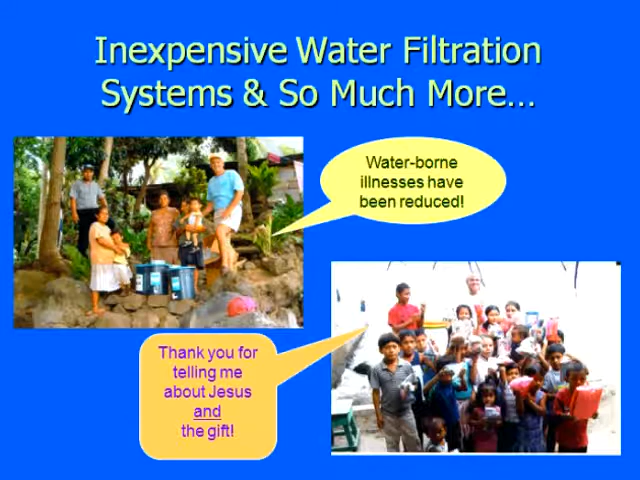 Inexpensive Water Filtration
Systems & So Much More...
Water-borne
illnesses have
been reduced!
Thank you for
telling me
about Jesus
and
the gift!